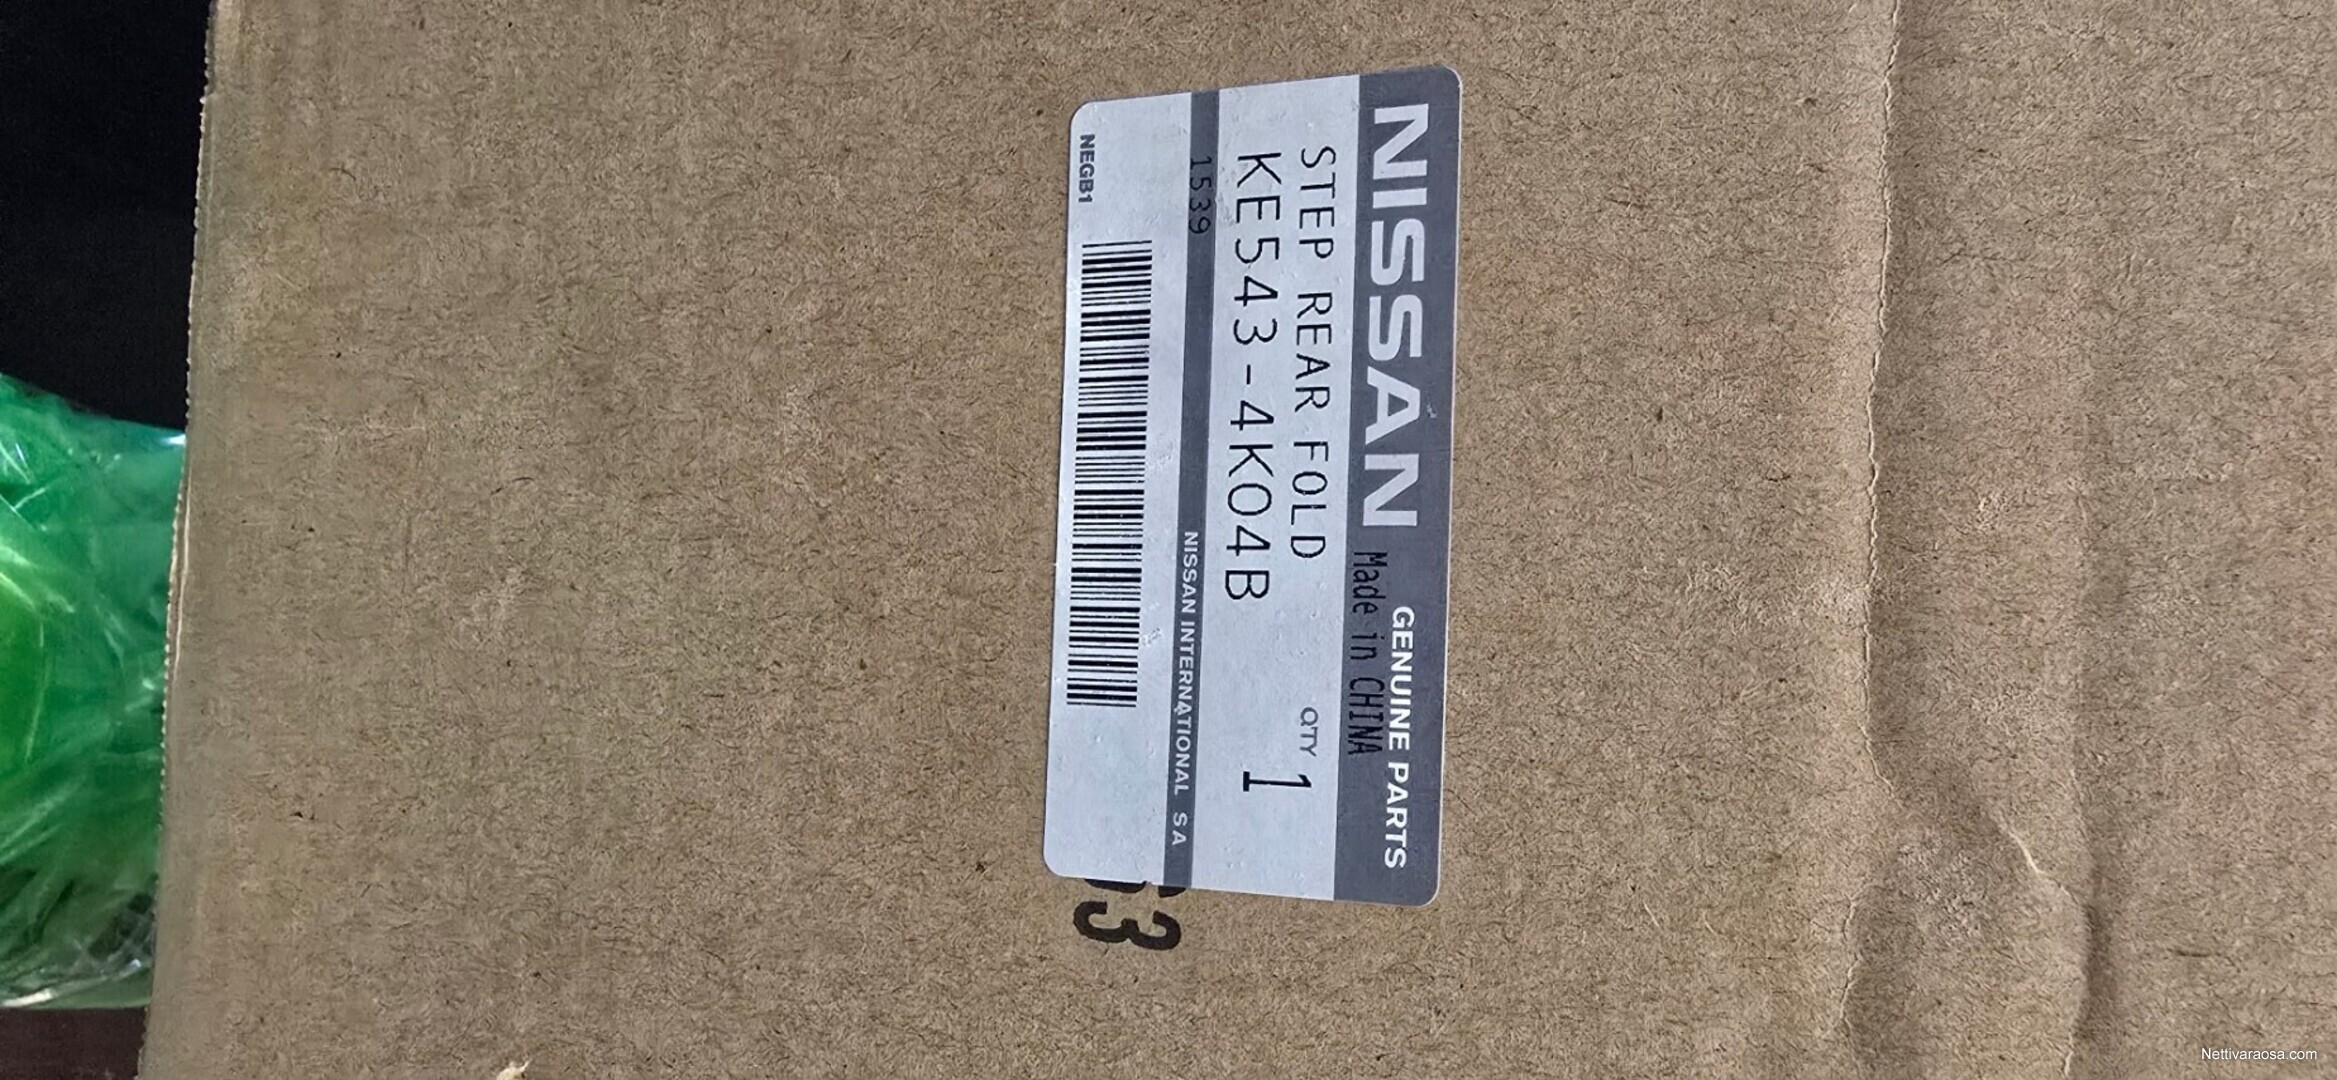 NISSAN GENUINE PARTS
Made in CHINA
STEP REAR FOLD QTY
KE543-4K04B 1
1539 NISSAN INTERNATIONAL SA
NEGB1
3
Nettivaraosa.com